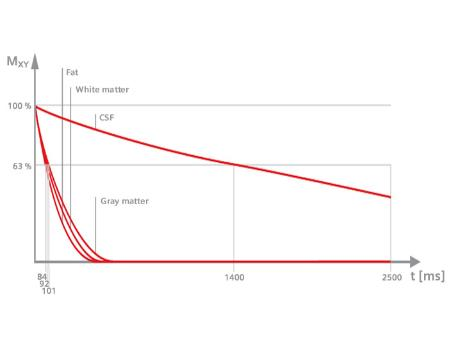 MXY
Fat
White matter
100 %
CSF
63 %
Gray matter
84
92
101
1400
2500
t [ms]